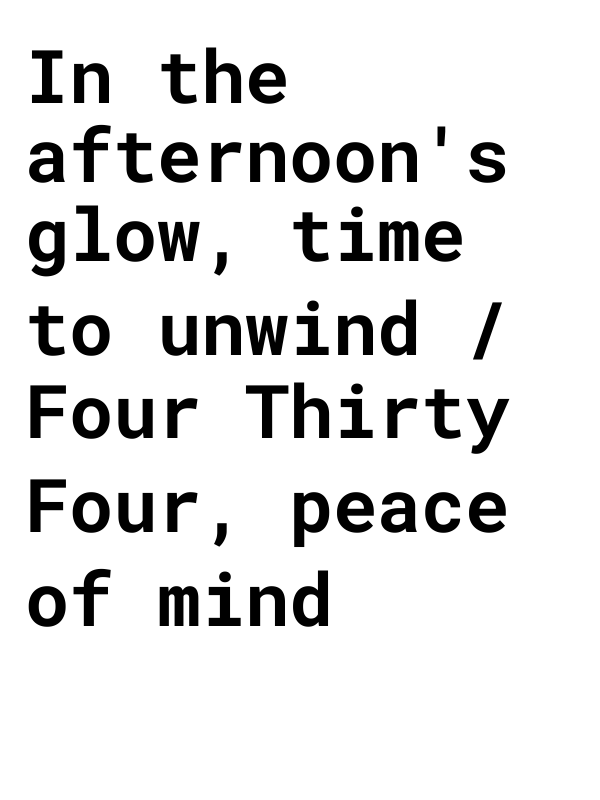 In the
afternoon's
glow, time
to unwind /
Four Thirty
Four, peace
of mind